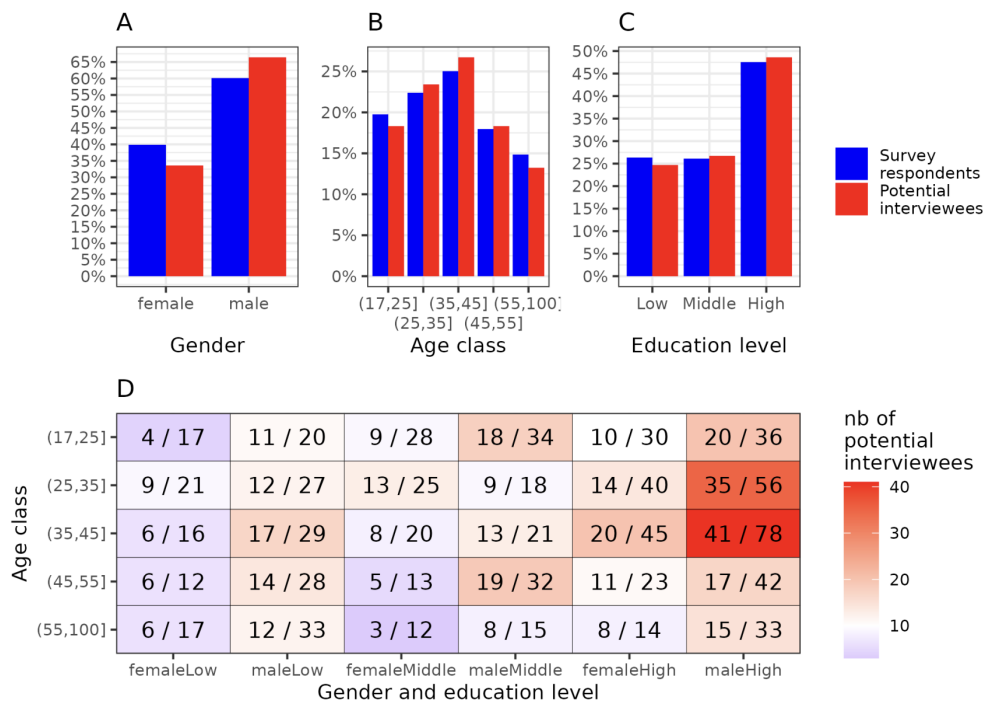 A
B
C
65%
60%
55%
50%
45%
40%
35%
30%
25%
20%
15%
10%
5%
0%
female
male
Gender
25%
20%
15%
10%
5%
0%
(17,25]
(35,45]
(55,100]
(25,35]
(45,55]
Age class
50%
45%
40%
35%
30%
25%
20%
15%
10%
5%
0%
Low
Middle
High
Education level
Survey
respondents
Potential
interviewees
D
Age class
(17,25]
4 / 17
11 / 20
9 / 28
18 / 34
10 / 30
20 / 36
(25,35]
9 / 21
12 / 27
13 / 25
9 / 18
14 / 40
35 / 56
(35,45]
6 / 16
17 / 29
8 / 20
13 / 21
20 / 45
41 / 78
(45,55]
6 / 12
14 / 28
5 / 13
19 / 32
11 / 23
17 / 42
(55,100]
6 / 17
12 / 33
3 / 12
8 / 15
8 / 14
15 / 33
femaleLow
maleLow
femaleMiddle
maleMiddle
femaleHigh
maleHigh
Gender and education level
nb of
potential
interviewees
40
30
20
10